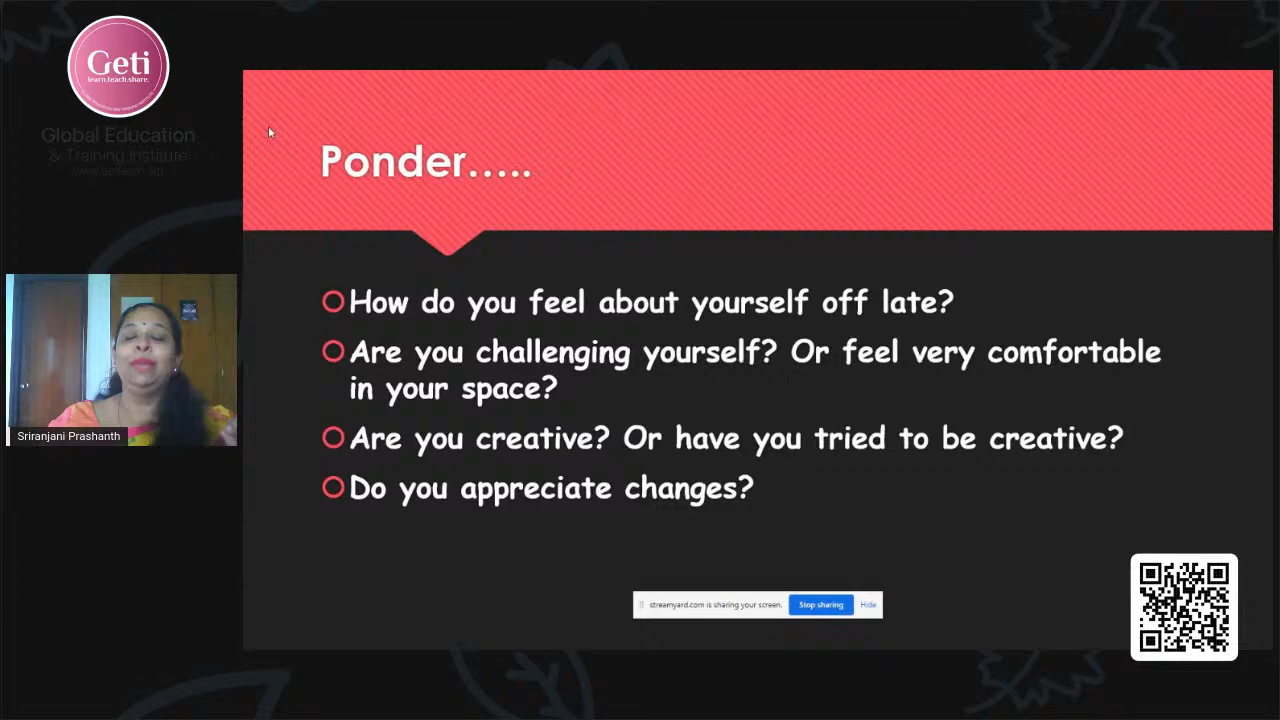 Geti
learn.teach.share.
Global Education
& Training Institute
Ponder…..
How do you feel about yourself off late?
Are you challenging yourself? Or feel very comfortable
in your space?
Are you creative? Or have you tried to be creative?
Do you appreciate changes?
Sriranjani Prashanth
streamyard.com is sharing your screen.
Stop sharing
Hide